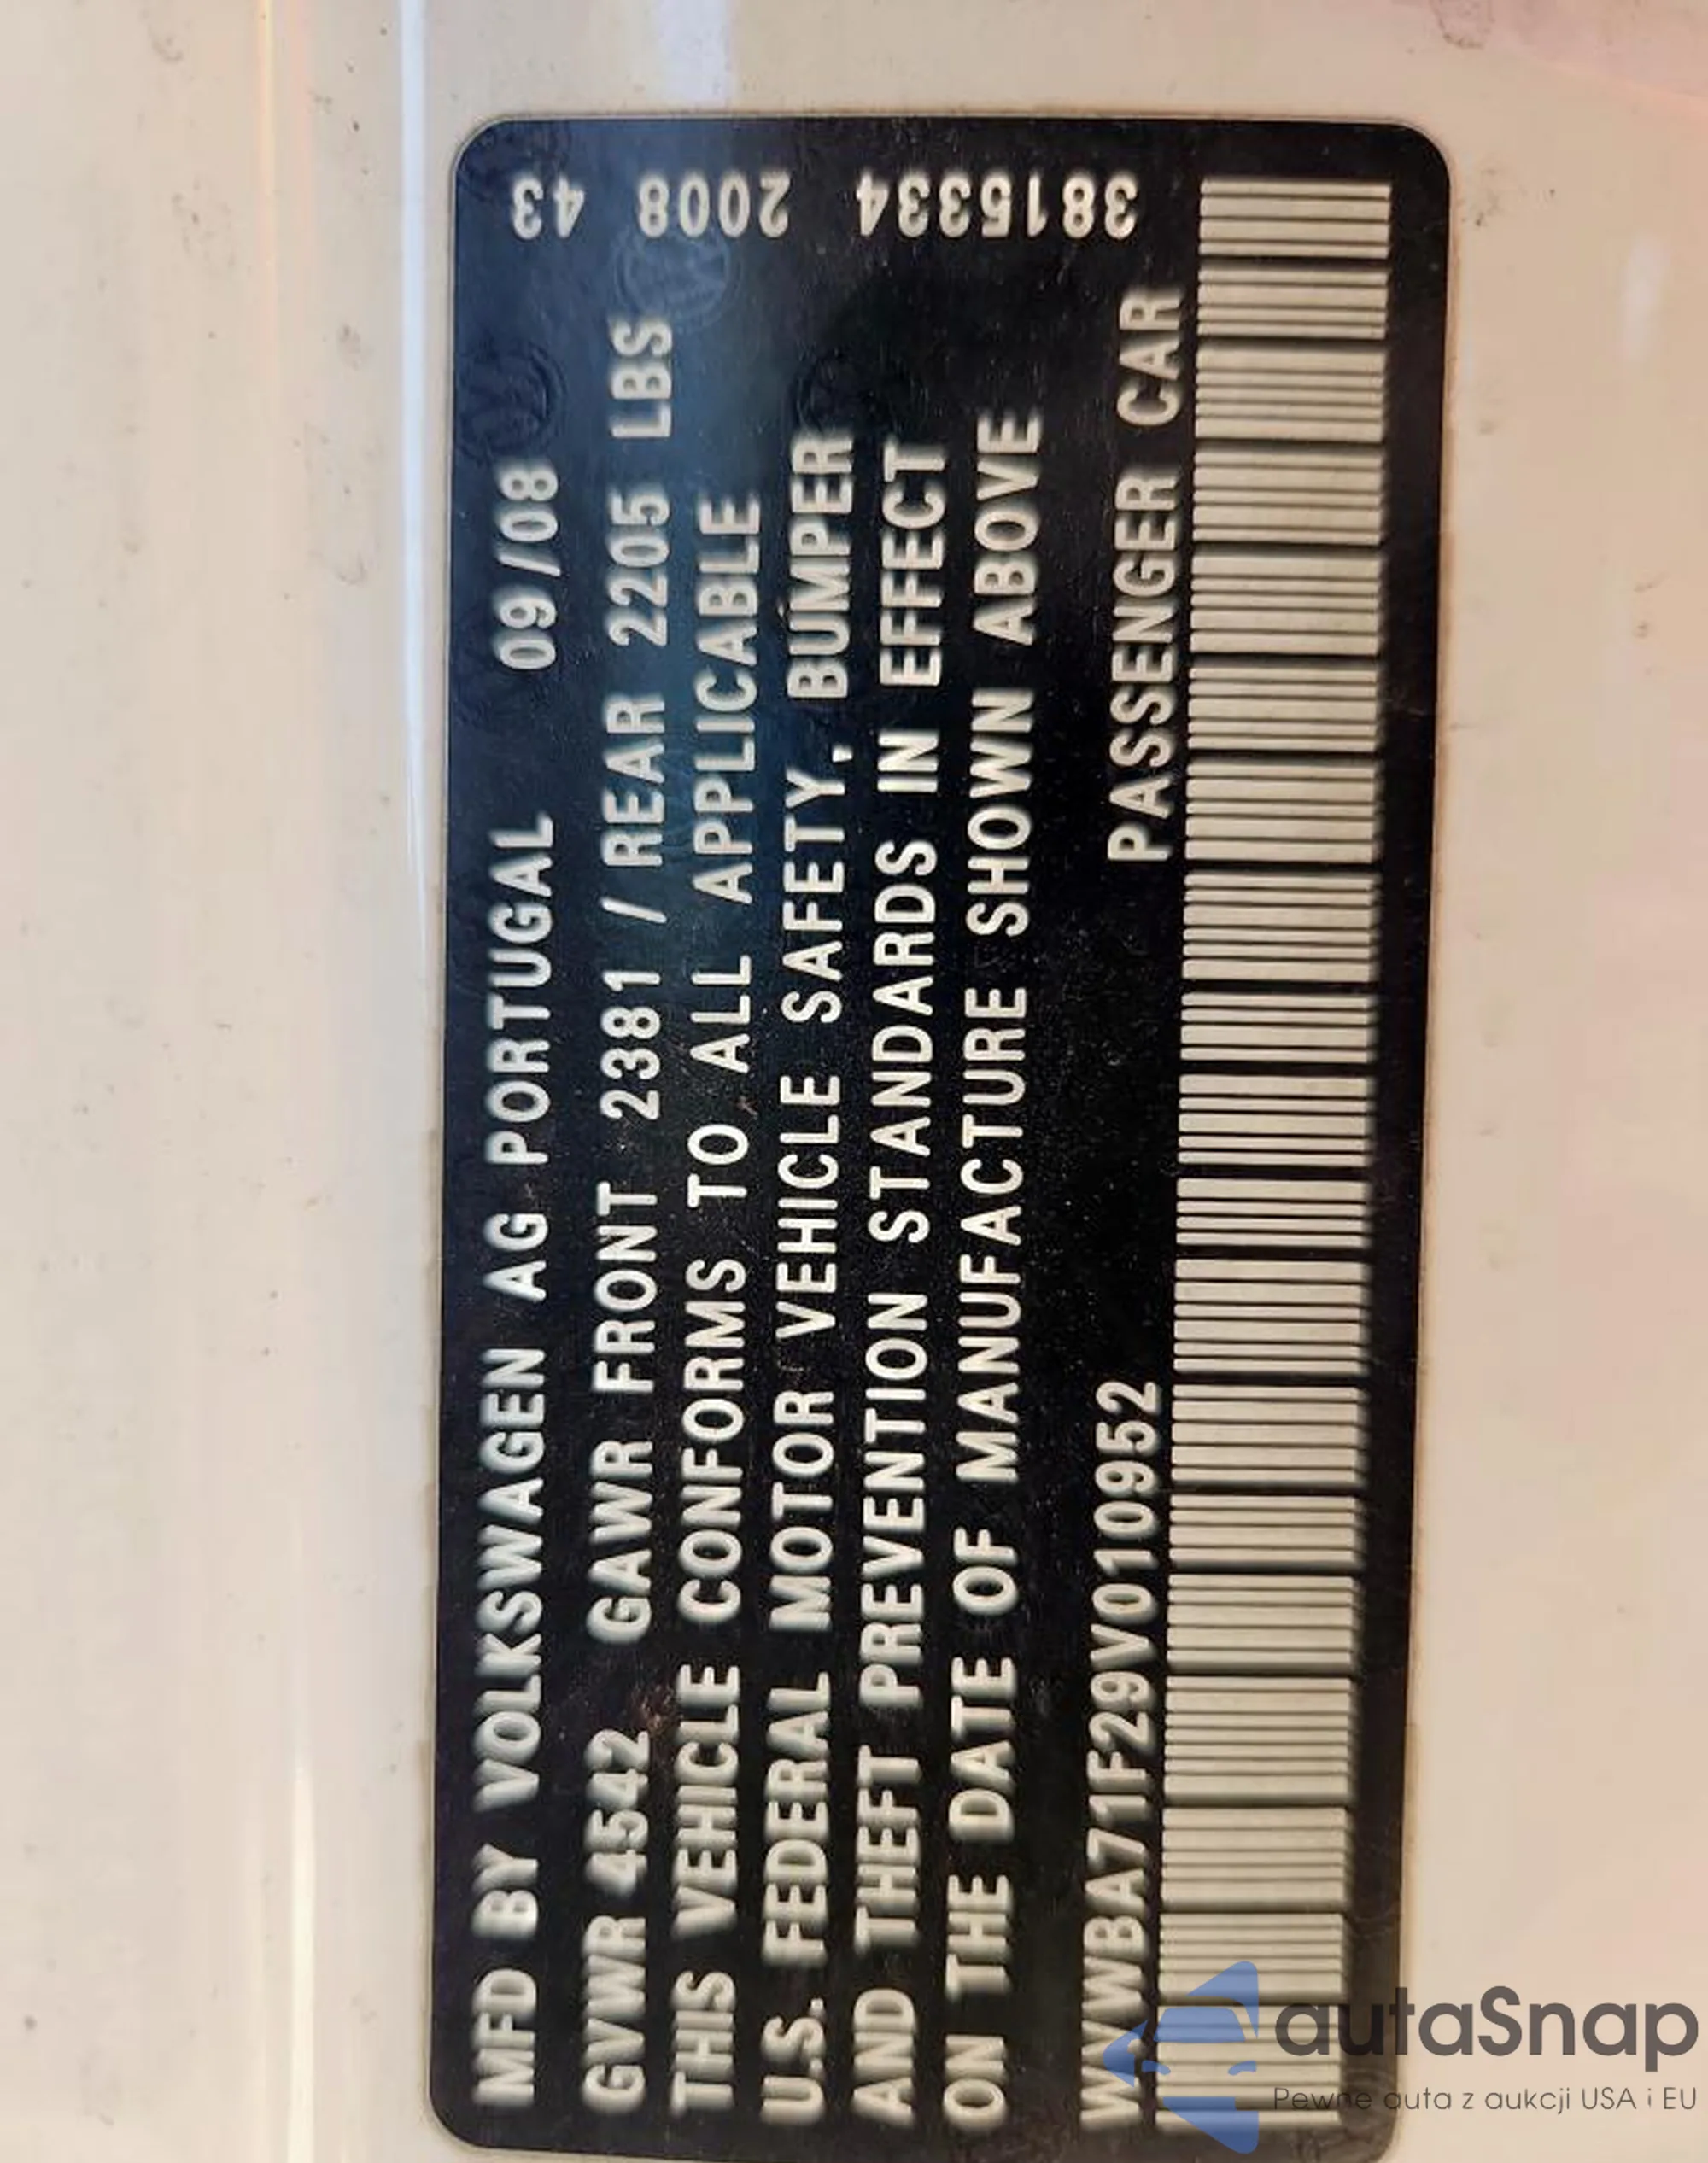 MFD BY VOLKSWAGEN AG PORTUGAL 09/08
GVWR 4542 GAWR FRONT 2381 / REAR 2205 LBS
THIS VEHICLE CONFORMS TO ALL APPLICABLE
U.S. FEDERAL MOTOR VEHICLE SAFETY, BUMPER
AND THEFT PREVENTION STANDARDS IN EFFECT
ON THE DATE OF MANUFACTURE SHOWN ABOVE
WVWBA71F29V010952 PASSENGER CAR
3815334 2008 43
autaSnap
Pewne auta z aukcji USA i EU